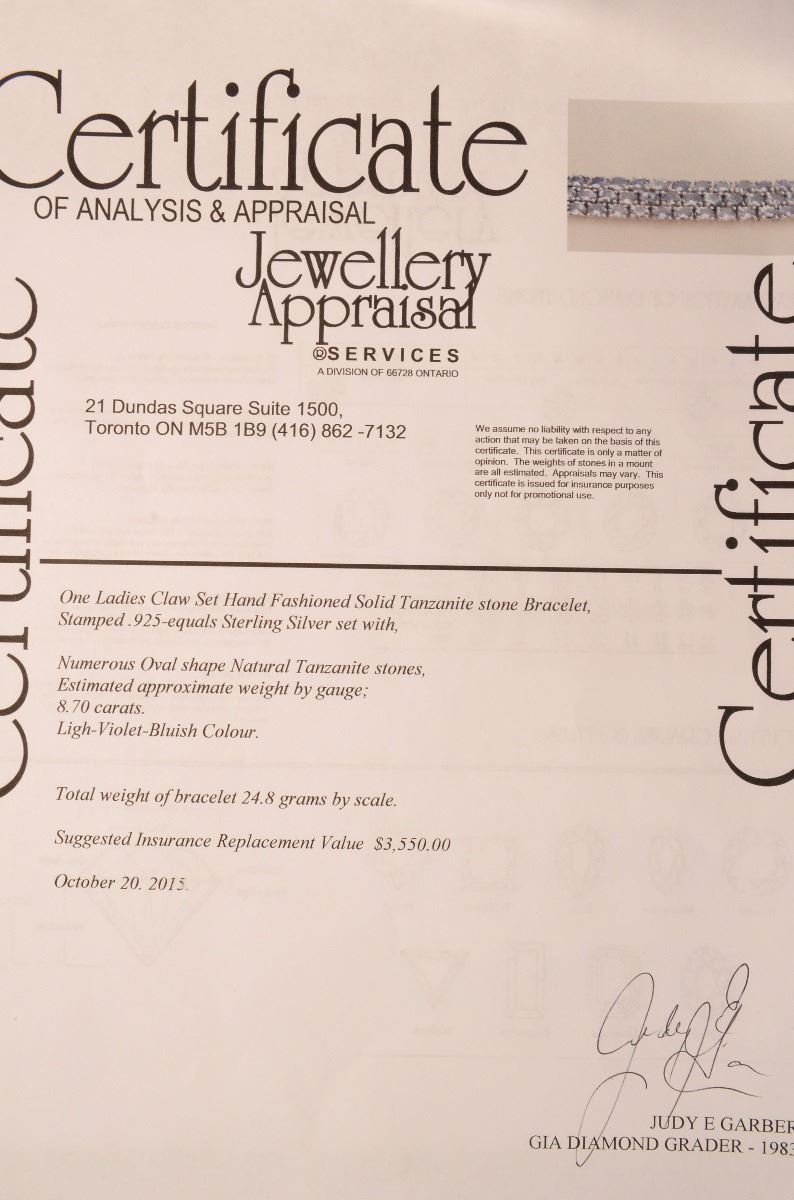 Certificate
OF ANALYSIS & APPRAISAL
Jewellery
Appraisal
®SERVICES
A DIVISION OF 66728 ONTARIO
21 Dundas Square Suite 1500,
Toronto ON M5B 1B9 (416) 862 -7132
We assume no liability with respect to any
action that may be taken on the basis of this
certificate. This certificate is only a matter of
opinion. The weights of stones in a mount
are all estimated. Appraisals may vary. This
certificate is issued for insurance purposes
only not for promotional use.
Certificate
Certificate
One Ladies Claw Set Hand Fashioned Solid Tanzanite stone Bracelet,
Stamped .925-equals Sterling Silver set with,
Numerous Oval shape Natural Tanzanite stones,
Estimated approximate weight by gauge;
8.70 carats.
Ligh-Violet-Bluish Colour.
Total weight of bracelet 24.8 grams by scale.
Suggested Insurance Replacement Value $3,550.00
October 20. 2015.
JUDY E GARBER
GIA DIAMOND GRADER - 1983